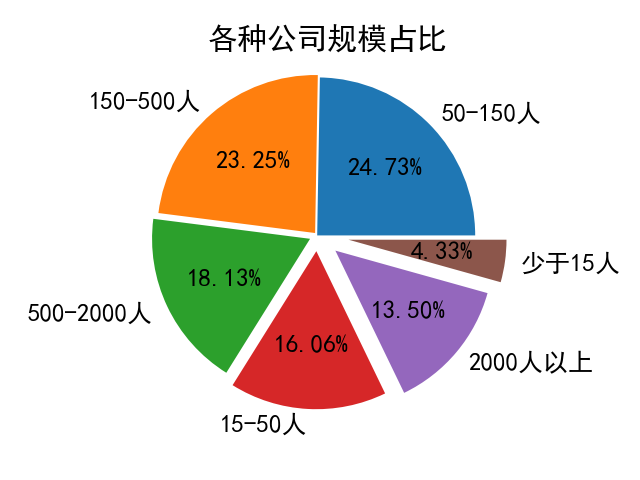 各种公司规模占比
150-500人
50-150人
23.25%
24.73%
4.33%
少于15人
18.13%
500-2000人
13.50%
16.06%
2000人以上
15-50人